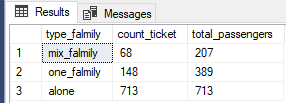 Results Messages
type_falmily count_ticket total_passengers
1 mix_falmily 68 207
2 one_falmily 148 389
3 alone 713 713